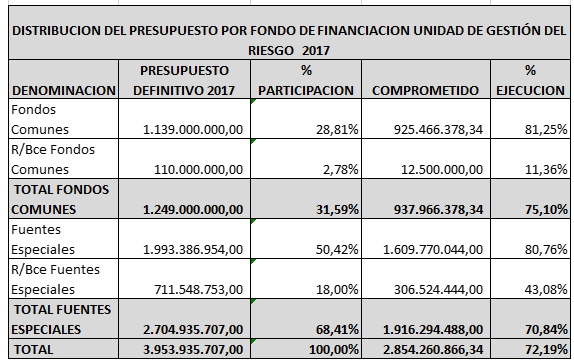 DISTRIBUCION DEL PRESUPUESTO POR FONDO DE FINANCIACION UNIDAD DE GESTIÓN DEL
RIESGO 2017
DENOMINACION PRESUPUESTO DEFINITIVO 2017 % PARTICIPACION COMPROMETIDO % EJECUCION
Fondos
Comunes 1.139.000.000,00 28,81% 925.466.378,34 81,25%
R/Bce Fondos
Comunes 110.000.000,00 2,78% 12.500.000,00 11,36%
TOTAL FONDOS
COMUNES 1.249.000.000,00 31,59% 937.966.378,34 75,10%
Fuentes
Especiales 1.993.386.954,00 50,42% 1.609.770.044,00 80,76%
R/Bce Fuentes
Especiales 711.548.753,00 18,00% 306.524.444,00 43,08%
TOTAL FUENTES
ESPECIALES 2.704.935.707,00 68,41% 1.916.294.488,00 70,84%
TOTAL 3.953.935.707,00 100,00% 2.854.260.866,34 72,19%